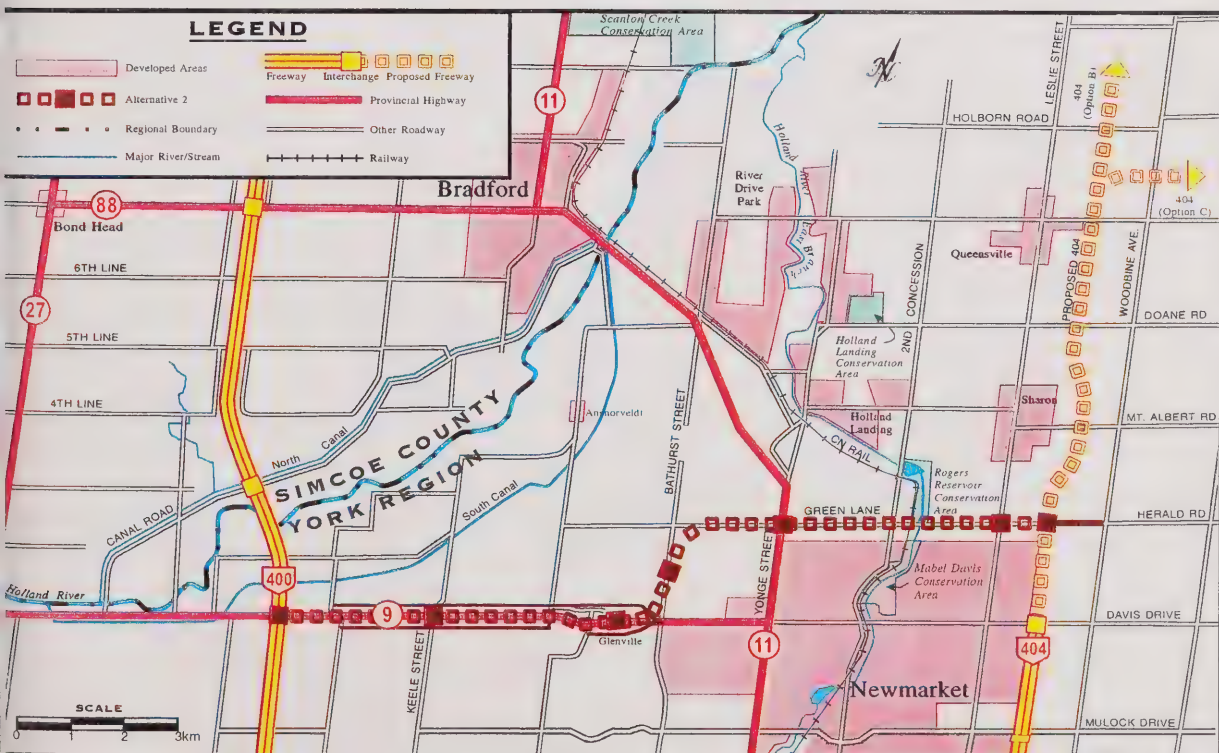 LEGEND
Developed Areas
Freeway Interchange Proposed Freeway
Alternative 2
Provincial Highway
Regional Boundary
Other Roadway
Major River/Stream
Railway
Scanlon Creek
Conservation Area
11
N
LESLIE STREET
404
(Option B)
HOLBORN ROAD
404
(Option C)
Holland River
East Branch
River
Drive
Park
Bradford
88
Bond Head
Queensville
6TH LINE
27
5TH LINE
4TH LINE
2ND CONCESSION
PROPOSED 404
WOODBINE AVE.
DOANE RD
Holland
Landing
Conservation
Area
Sharon
MT. ALBERT RD
Holland
Landing
CN RAIL
Ansnorveldt
BATHURST STREET
North Canal
SIMCOE COUNTY
YORK REGION
South Canal
CANAL ROAD
Rogers
Reservoir
Conservation
Area
GREEN LANE
HERALD RD
YONGE STREET
Mabel Davis
Conservation
Area
Holland River
400
9
KEELE STREET
Glenville
DAVIS DRIVE
11
404
Newmarket
MULOCK DRIVE
SCALE
0 1 2 3km